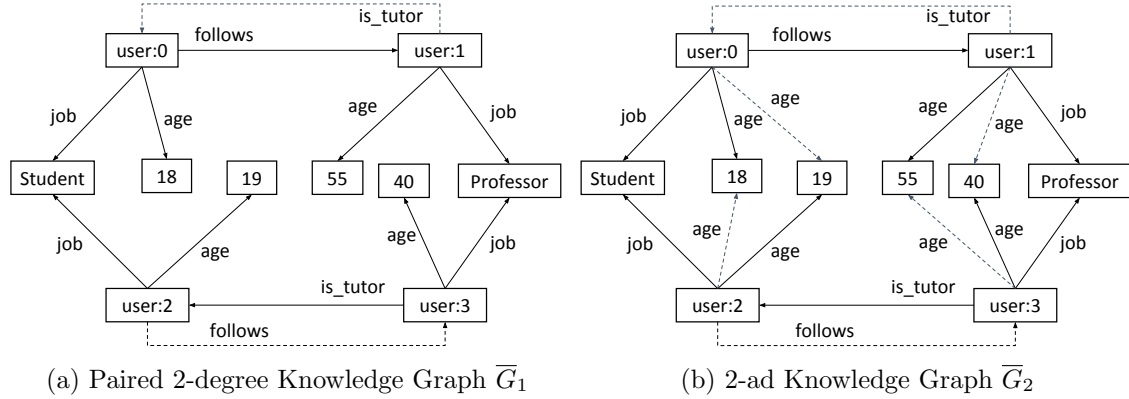 is_tutor
user:0
follows
user:1
job
age
age
job
Student
18
19
55
40
Professor
job
age
age
job
is_tutor
user:2
user:3
follows
(a) Paired 2-degree Knowledge Graph G̅₁
is_tutor
user:0
follows
user:1
job
age
age
age
age
job
Student
18
19
55
40
Professor
job
age
age
age
age
job
is_tutor
user:2
user:3
follows
(b) 2-ad Knowledge Graph G̅₂